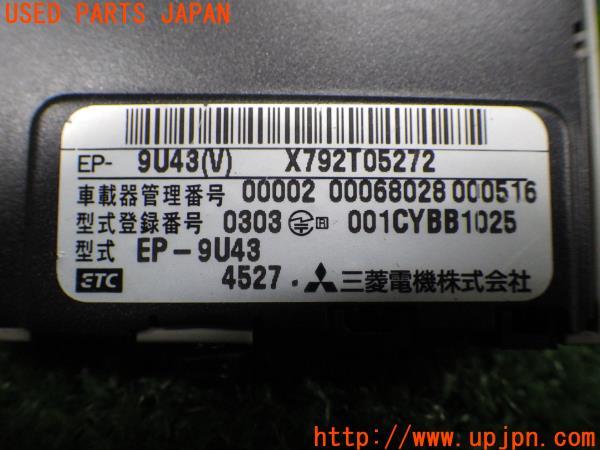 USED PARTS JAPAN
EP- 9U43(V) X792T05272
車載器管理番号 00002 00068028 000516
型式登録番号 0303 001CYBB1025
型式 EP-9U43
ETC 4527. 三菱電機株式会社
https://www.upjpn.com/